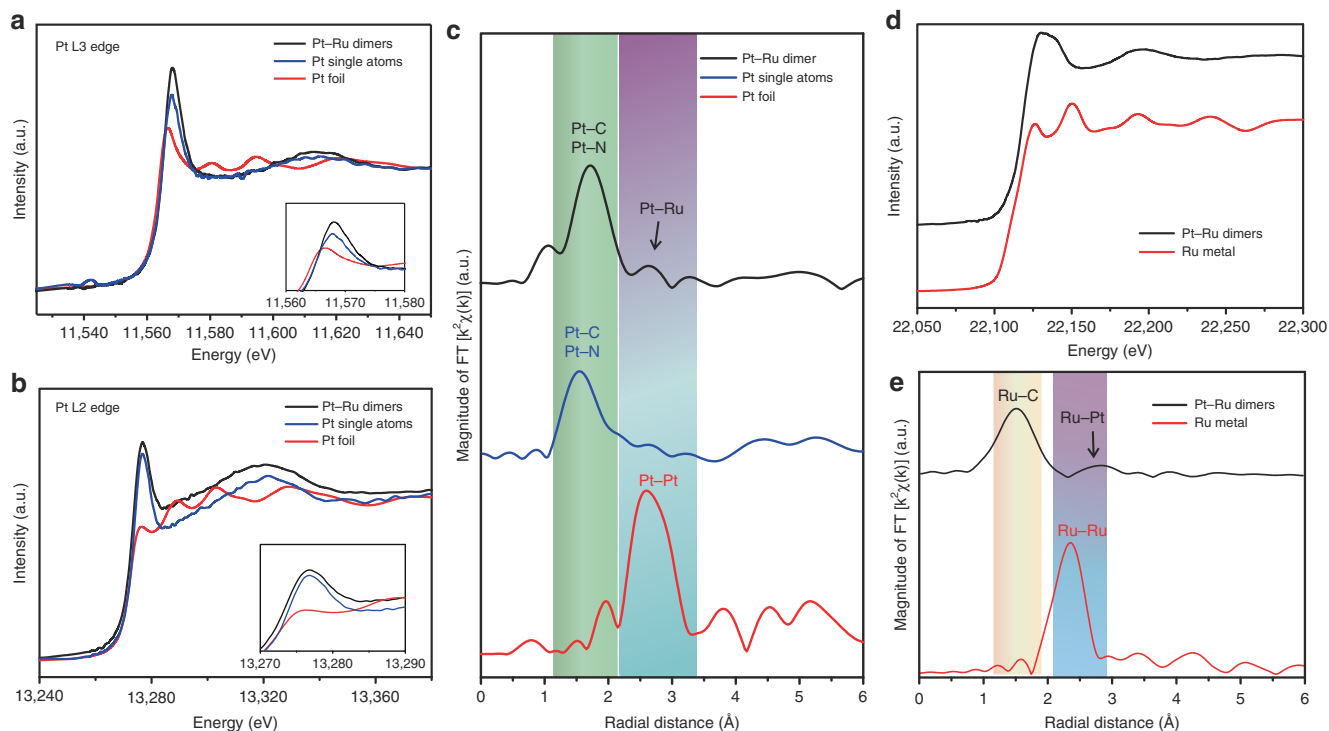 a
Pt L3 edge
Pt–Ru dimers
Pt single atoms
Pt foil
Intensity (a.u.)
11,560 11,570 11,580
11,540 11,560 11,580 11,600 11,620 11,640
Energy (eV)
b
Pt L2 edge
Pt–Ru dimers
Pt single atoms
Pt foil
Intensity (a.u.)
13,270 13,280 13,290
13,240 13,280 13,320 13,360
Energy (eV)
c
Pt–Ru dimer
Pt single atoms
Pt foil
Pt–C
Pt–N
Pt–Ru
Pt–C
Pt–N
Pt–Pt
Magnitude of FT [k²χ(k)] (a.u.)
0 1 2 3 4 5 6
Radial distance (Å)
d
Intensity (a.u.)
Pt–Ru dimers
Ru metal
22,050 22,100 22,150 22,200 22,250 22,300
Energy (eV)
e
Pt–Ru dimers
Ru metal
Ru–C
Ru–Pt
Ru–Ru
Magnitude of FT [k²χ(k)] (a.u.)
0 1 2 3 4 5 6
Radial distance (Å)